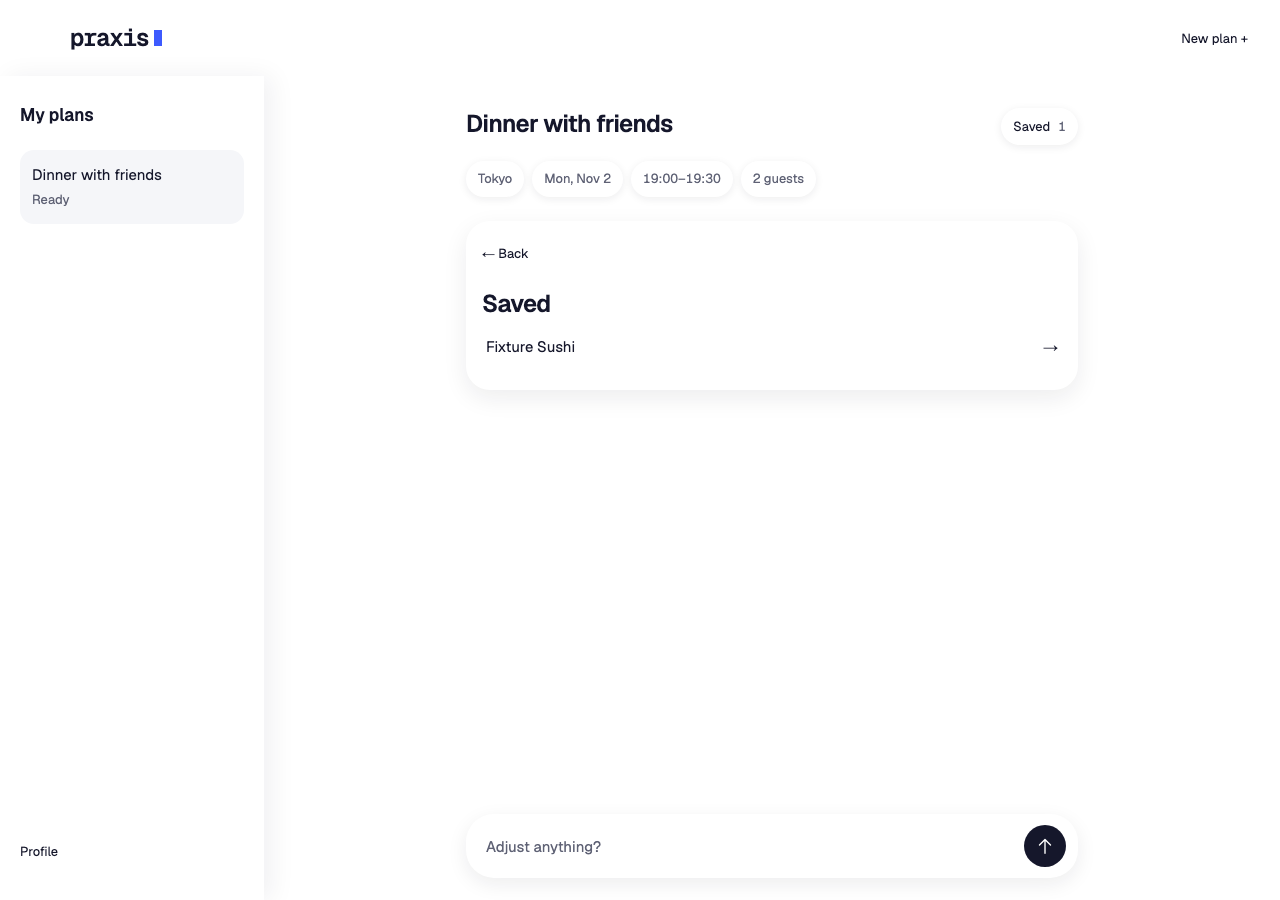 praxis
New plan +
My plans
Dinner with friends
Ready
Profile
Dinner with friends
Saved 1
Tokyo
Mon, Nov 2
19:00–19:30
2 guests
← Back
Saved
Fixture Sushi →
Adjust anything?